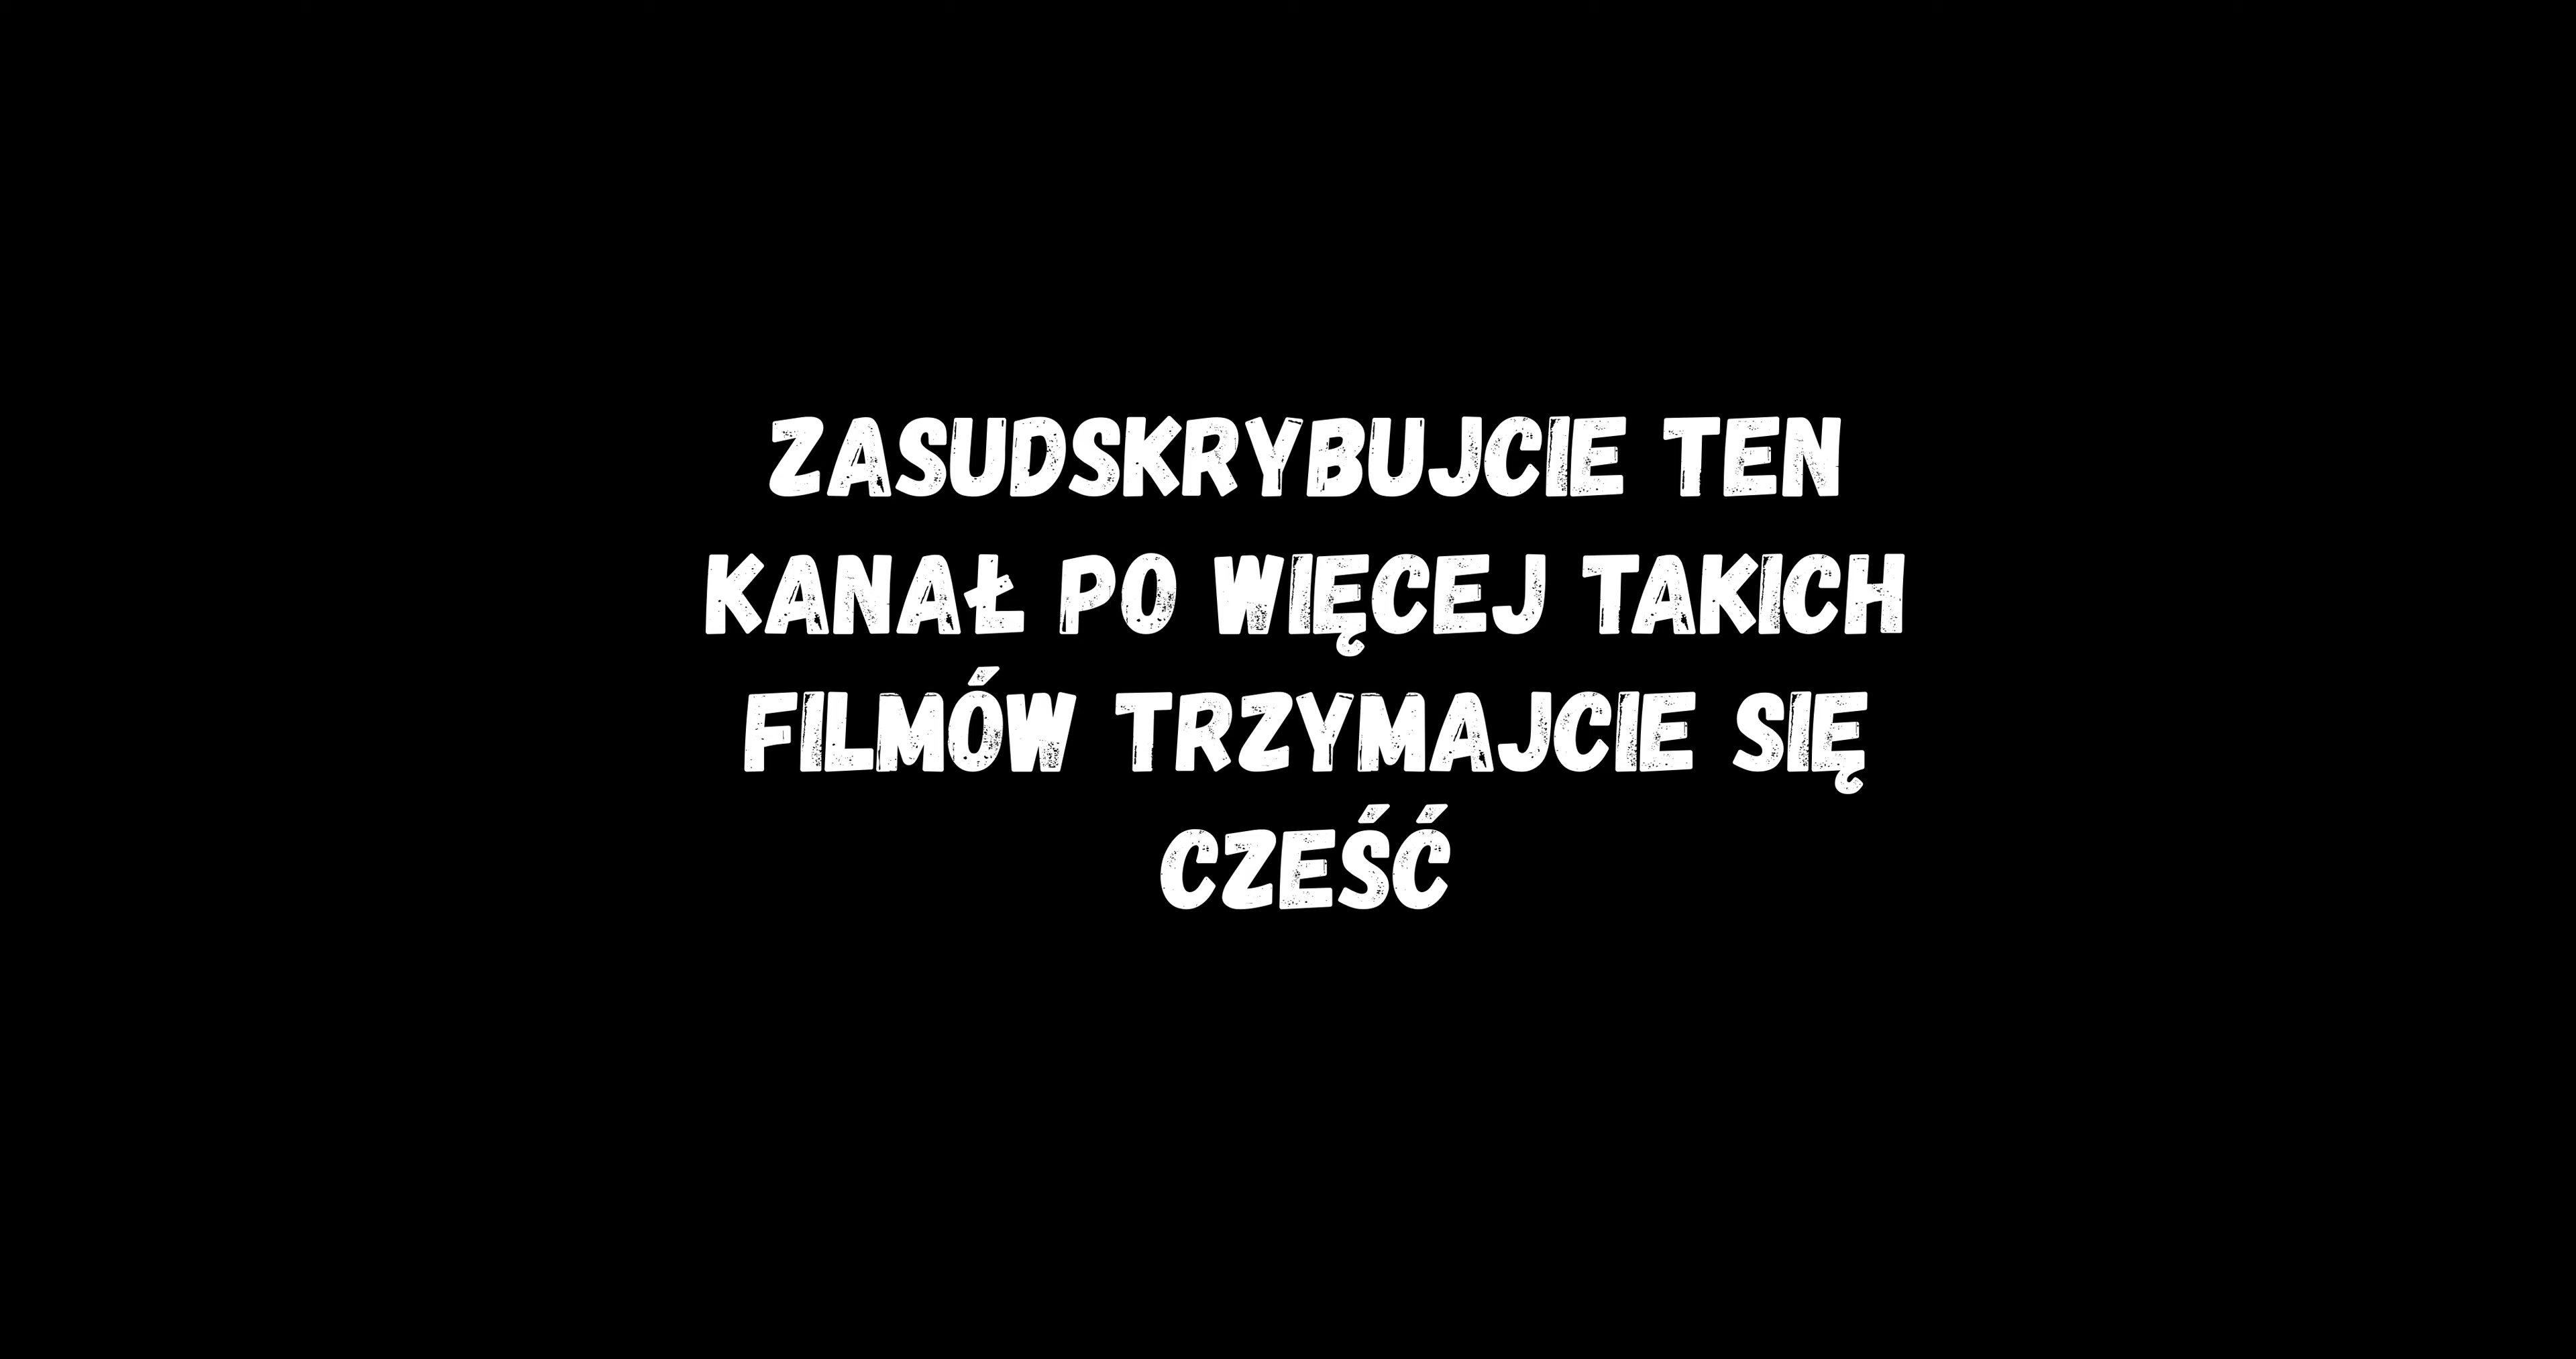 ZASUDSKRYBUJCIE TEN
KANAŁ PO WIĘCEJ TAKICH
FILMÓW TRZYMAJCIE SIĘ
CZEŚĆ